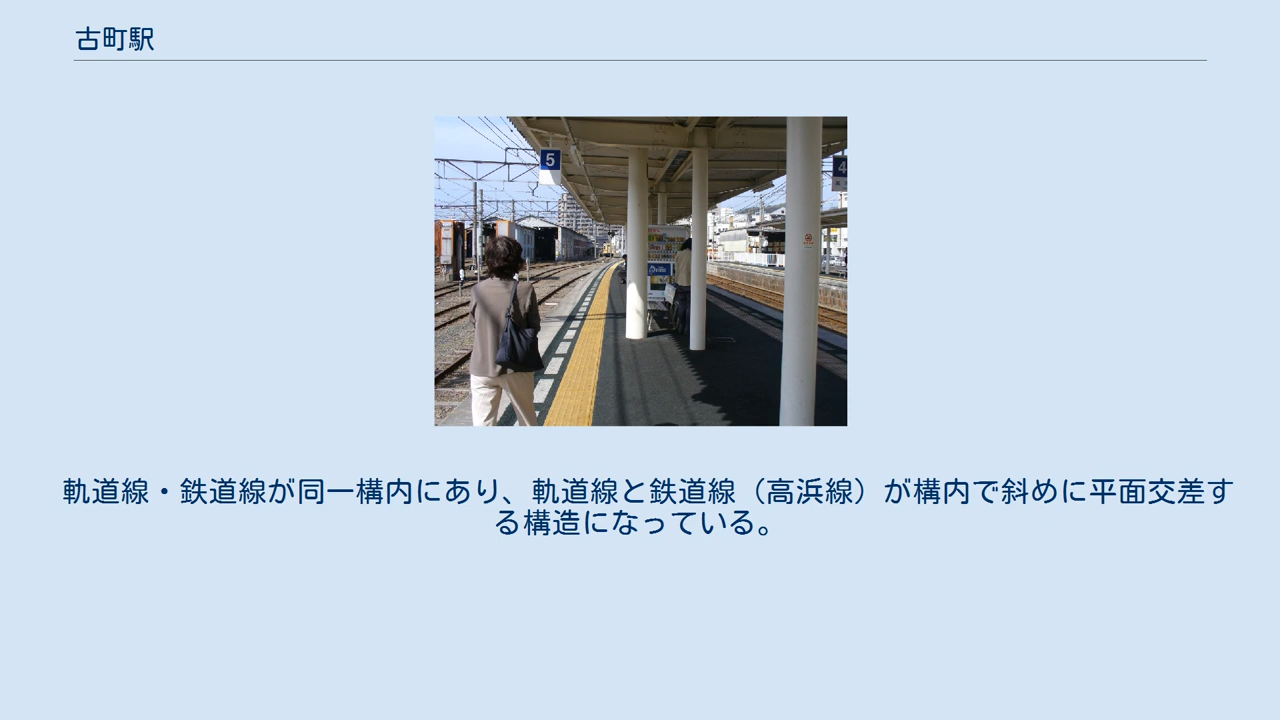 古町駅
5
4
軌道線・鉄道線が同一構内にあり、軌道線と鉄道線（高浜線）が構内で斜めに平面交差す
る構造になっている。